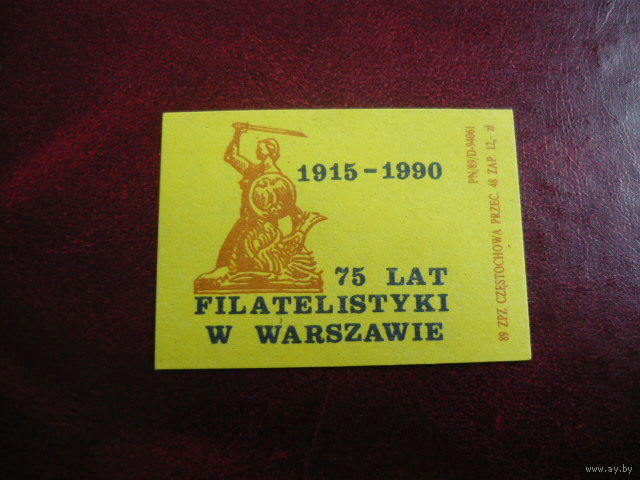 1915-1990
75 LAT
FILATELISTYKI
W WARSZAWIE
PN/89/D-94061
89 ZPZ CZĘSTOCHOWA PRZEC. 48 ZAP. 12,- zł
www.ay.by